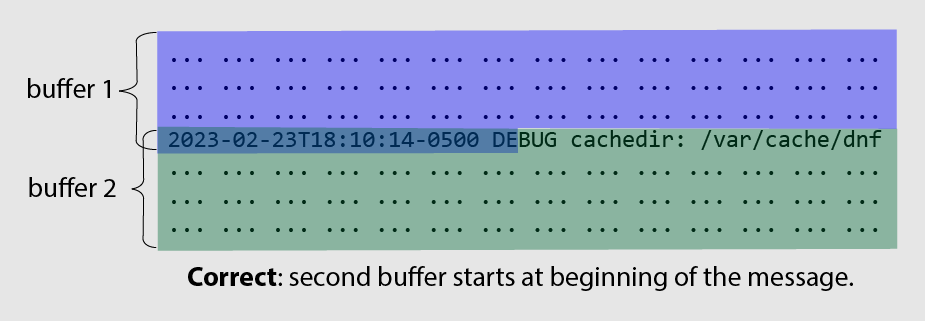 buffer 1
... ... ... ... ... ... ... ... ... ... ... ... ... ...
... ... ... ... ... ... ... ... ... ... ... ... ... ...
... ... ... ... ... ... ... ... ... ... ... ... ... ...
2023-02-23T18:10:14-0500 DEBUG cachedir: /var/cache/dnf
buffer 2
... ... ... ... ... ... ... ... ... ... ... ... ... ...
... ... ... ... ... ... ... ... ... ... ... ... ... ...
... ... ... ... ... ... ... ... ... ... ... ... ... ...
Correct: second buffer starts at beginning of the message.